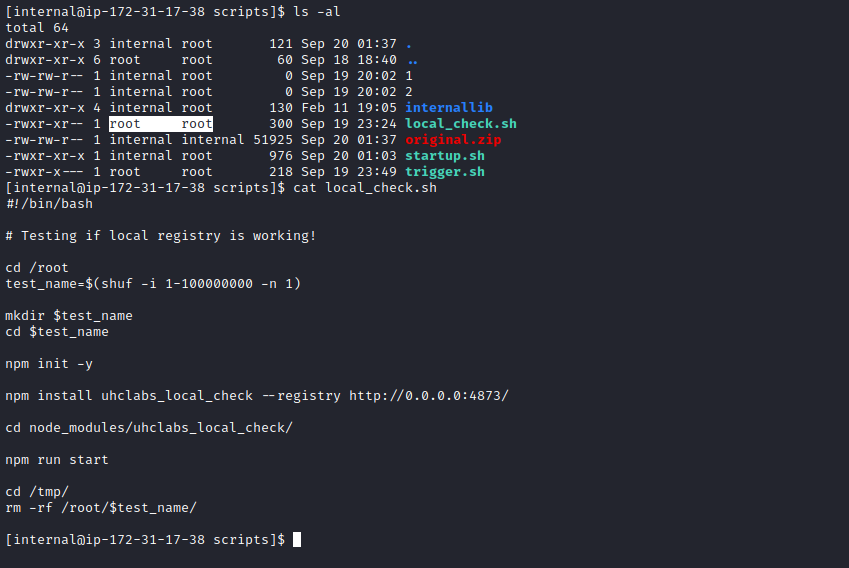 [internal@ip-172-31-17-38 scripts]$ ls -al
total 64
drwxr-xr-x 3 internal root       121 Sep 20 01:37 .
drwxr-xr-x 6 root     root        60 Sep 18 18:40 ..
-rw-rw-r-- 1 internal root         0 Sep 19 20:02 1
-rw-rw-r-- 1 internal root         0 Sep 19 20:02 2
drwxr-xr-x 4 internal root       130 Feb 11 19:05 internallib
-rwxr-xr-- 1 root     root       300 Sep 19 23:24 local_check.sh
-rw-rw-r-- 1 internal internal 51925 Sep 20 01:37 original.zip
-rwxr-xr-x 1 internal root       976 Sep 20 01:03 startup.sh
-rwxr-x--- 1 root     root       218 Sep 19 23:49 trigger.sh
[internal@ip-172-31-17-38 scripts]$ cat local_check.sh
#!/bin/bash
# Testing if local registry is working!
cd /root
test_name=$(shuf -i 1-100000000 -n 1)
mkdir $test_name
cd $test_name
npm init -y
npm install uhclabs_local_check --registry http://0.0.0.0:4873/
cd node_modules/uhclabs_local_check/
npm run start
cd /tmp/
rm -rf /root/$test_name/
[internal@ip-172-31-17-38 scripts]$